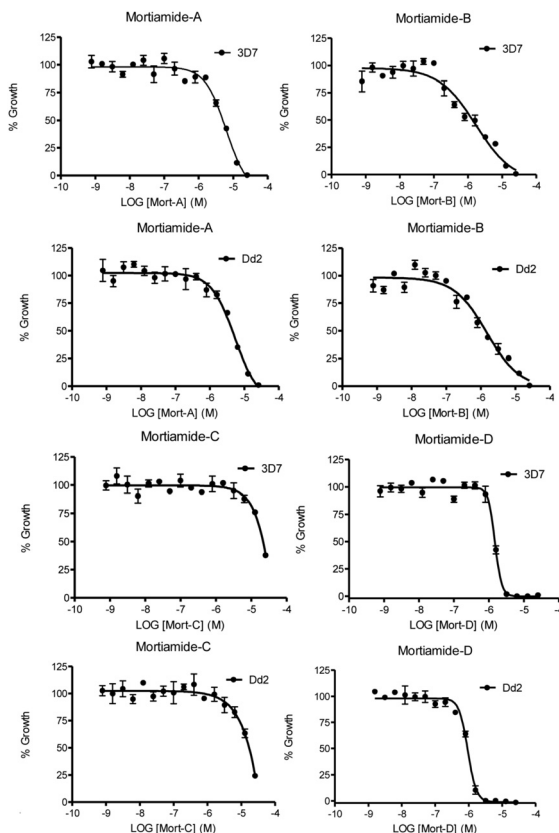 Mortiamide-A
3D7
% Growth
125
100
75
50
25
0
-10 -9 -8 -7 -6 -5 -4
LOG [Mort-A] (M)
Mortiamide-B
3D7
% Growth
125
100
75
50
25
0
-10 -9 -8 -7 -6 -5 -4
LOG [Mort-B] (M)
Mortiamide-A
Dd2
% Growth
125
100
75
50
25
0
-10 -9 -8 -7 -6 -5 -4
LOG [Mort-A] (M)
Mortiamide-B
Dd2
% Growth
125
100
75
50
25
0
-10 -9 -8 -7 -6 -5 -4
LOG [Mort-B] (M)
Mortiamide-C
3D7
% Growth
125
100
75
50
25
0
-10 -9 -8 -7 -6 -5 -4
LOG [Mort-C] (M)
Mortiamide-D
3D7
% Growth
125
100
75
50
25
0
-10 -9 -8 -7 -6 -5 -4
LOG [Mort-D] (M)
Mortiamide-C
Dd2
% Growth
125
100
75
50
25
0
-10 -9 -8 -7 -6 -5 -4
LOG [Mort-C] (M)
Mortiamide-D
Dd2
% Growth
125
100
75
50
25
0
-10 -9 -8 -7 -6 -5 -4
LOG [Mort-D] (M)